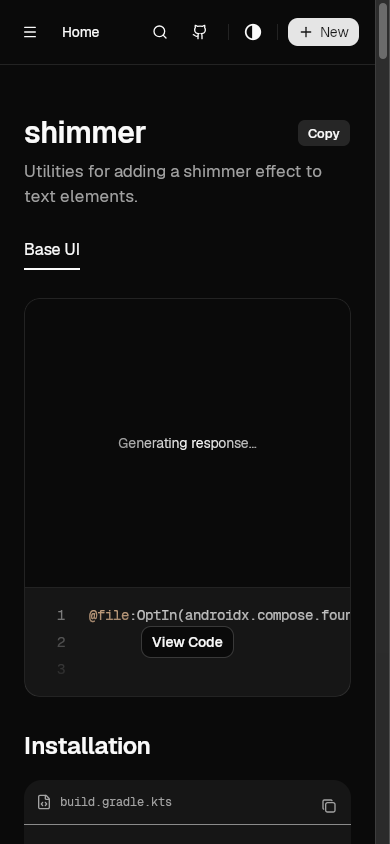 Home
New
shimmer
Copy
Utilities for adding a shimmer effect to
text elements.
Base UI
Generating response...
1 @file:OptIn(androidx.compose.four
2
View Code
3
Installation
build.gradle.kts